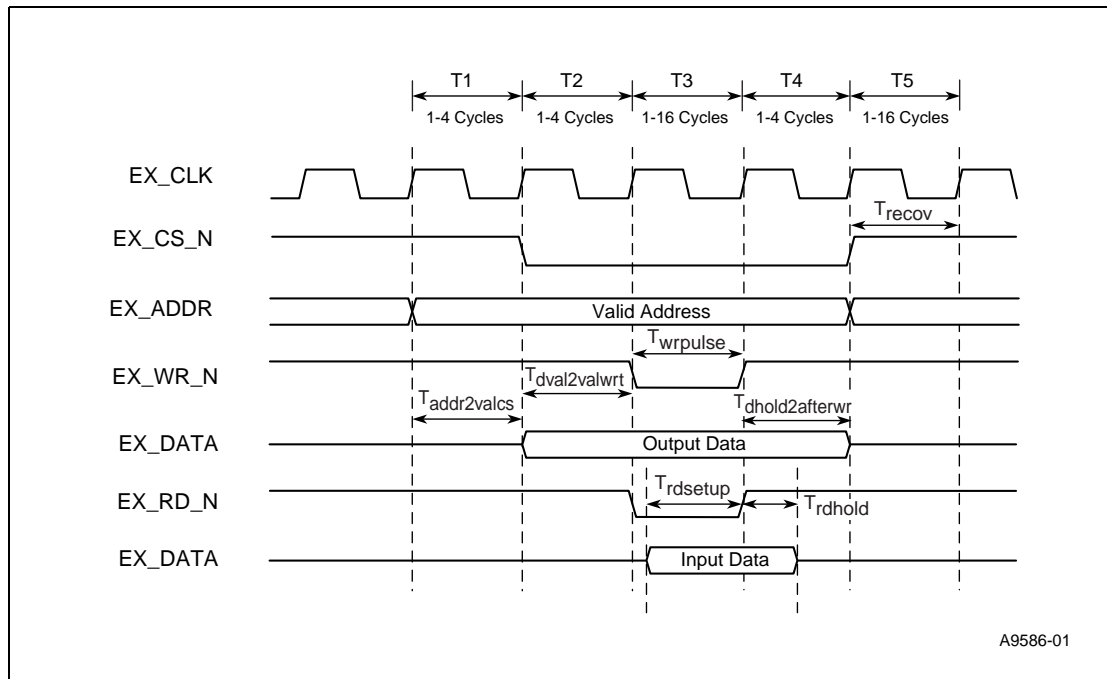 T1 T2 T3 T4 T5
1-4 Cycles 1-4 Cycles 1-16 Cycles 1-4 Cycles 1-16 Cycles
EX_CLK
Trecov
EX_CS_N
EX_ADDR Valid Address
Twrpulse
EX_WR_N
Tdval2valwrt
Taddr2valcs Tdhold2afterwr
EX_DATA Output Data
Trdsetup
EX_RD_N
Trdhold
EX_DATA Input Data
A9586-01